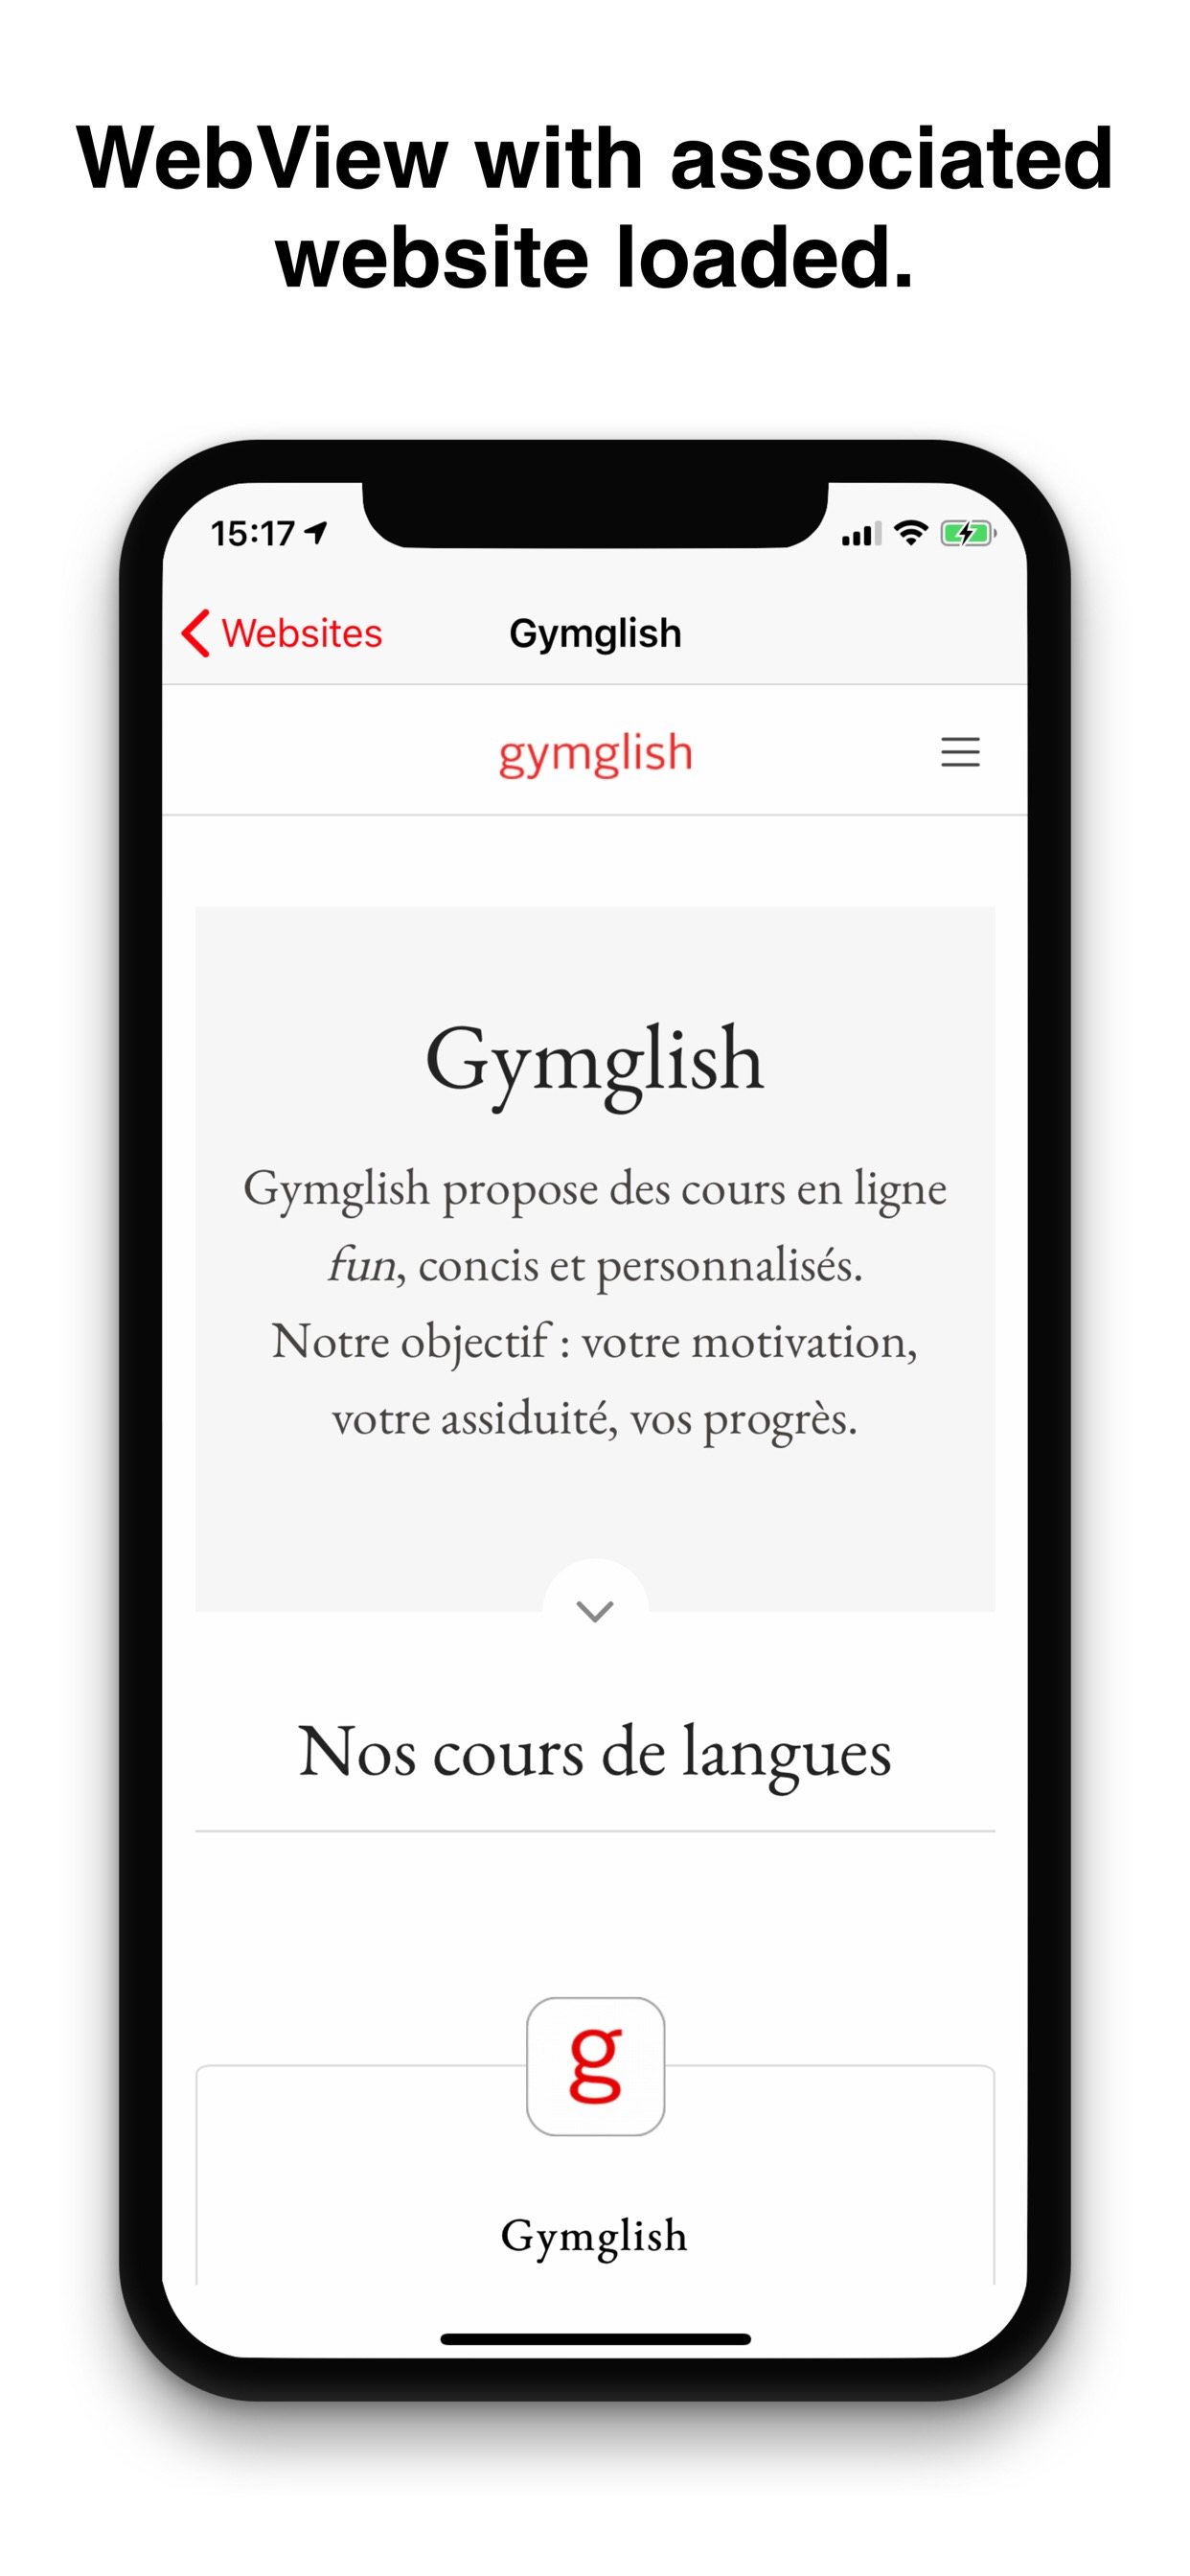 WebView with associated
website loaded.
15:17
Websites
Gymglish
gymglish
Gymglish
Gymglish propose des cours en ligne
fun, concis et personnalisés.
Notre objectif : votre motivation,
votre assiduité, vos progrès.
Nos cours de langues
g
Gymglish